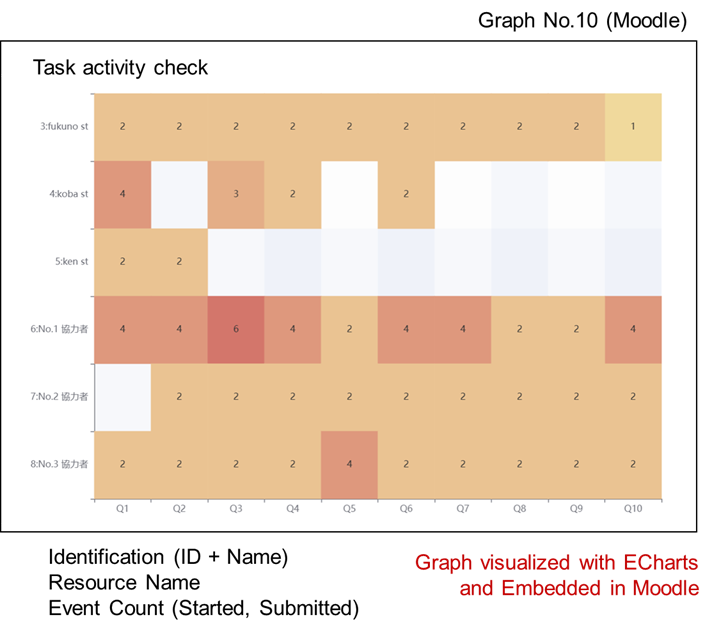 Graph No.10 (Moodle)
Task activity check
3:fukuno st 2 2 2 2 2 2 2 2 2 1
4:koba st 4 3 2 2
5:ken st 2 2
6:No.1 協力者 4 4 6 4 2 4 4 2 2 4
7:No.2 協力者 2 2 2 2 2 2 2 2 2
8:No.3 協力者 2 2 2 2 4 2 2 2 2 2
Q1 Q2 Q3 Q4 Q5 Q6 Q7 Q8 Q9 Q10
Identification (ID + Name)
Resource Name
Event Count (Started, Submitted)
Graph visualized with ECharts
and Embedded in Moodle